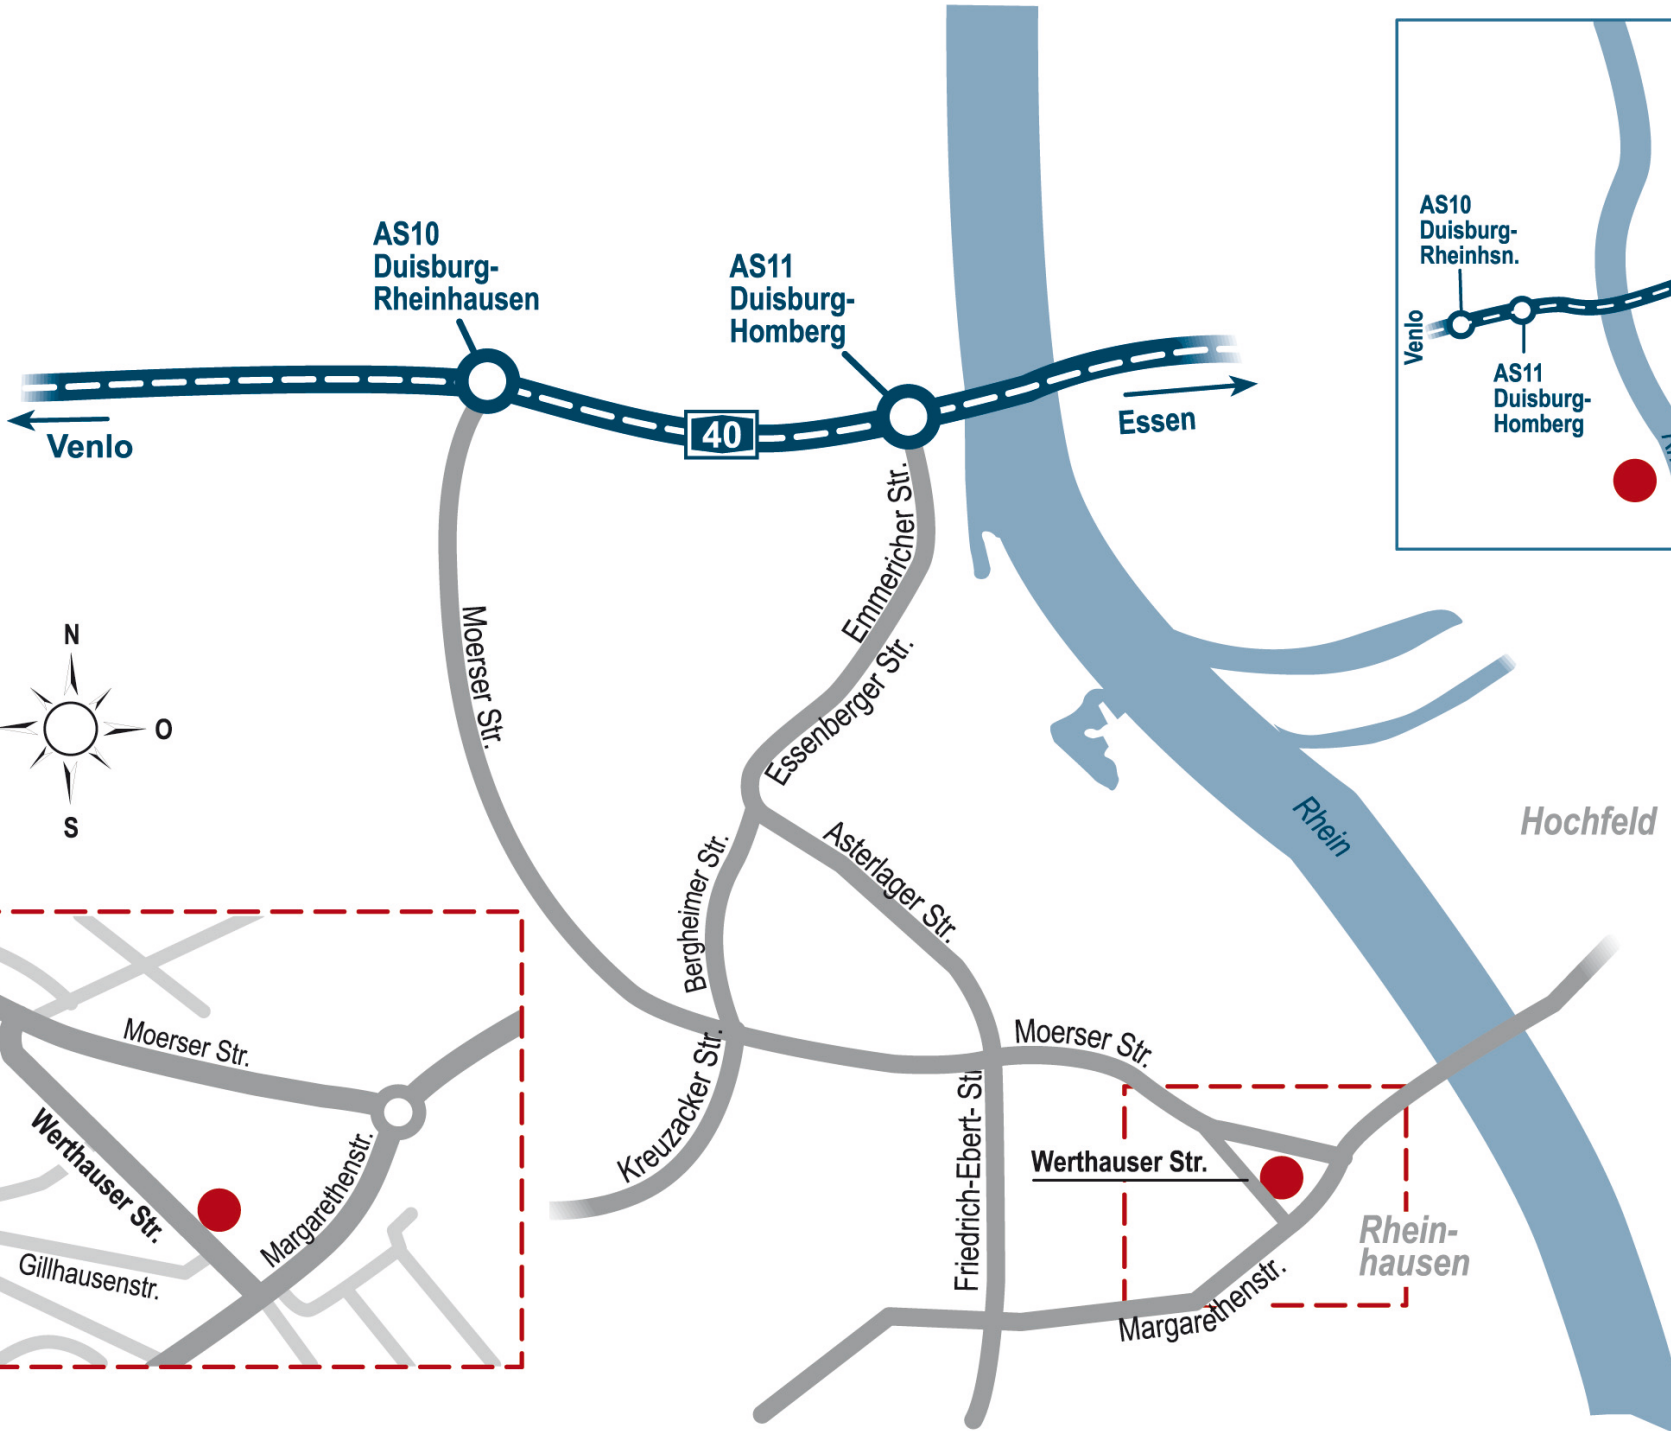 AS10
Duisburg-
Rheinhausen
AS11
Duisburg-
Homberg
40
Venlo
Essen
AS10
Duisburg-
Rheinhsn.
Venlo
AS11
Duisburg-
Homberg
Emmericher Str.
Moerser Str.
Essenberger Str.
N
O
S
Rhein
Hochfeld
Bergheimer Str.
Asterlager Str.
Moerser Str.
Kreuzacker Str.
Friedrich-Ebert- Str.
Werthauser Str.
Rhein-
hausen
Margarethenstr.
Moerser Str.
Werthauser Str.
Margarethenstr.
Gillhausenstr.